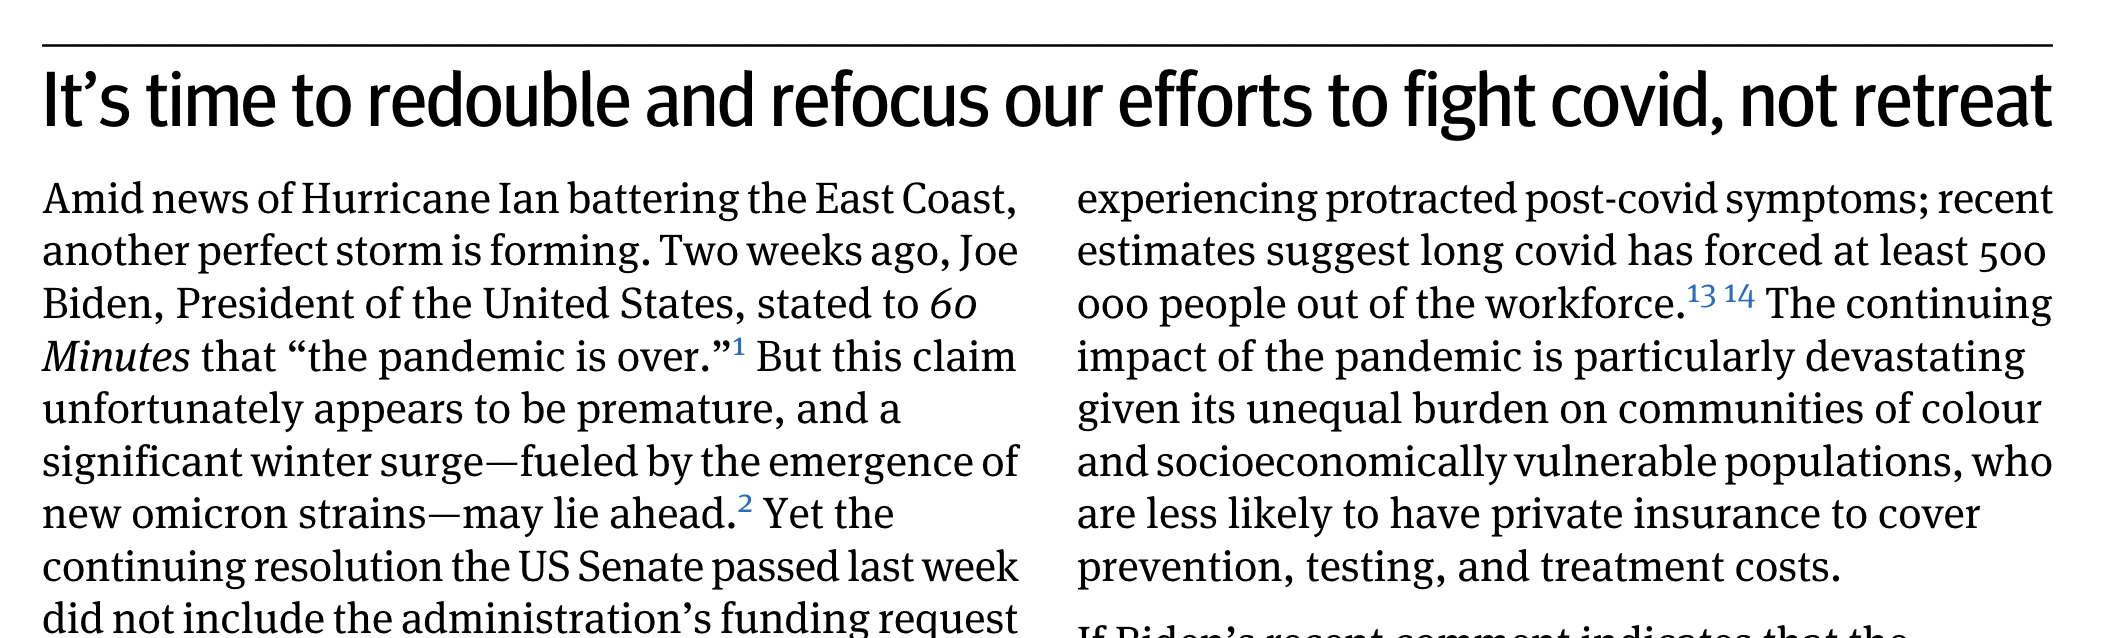 It’s time to redouble and refocus our efforts to fight covid, not retreat
Amid news of Hurricane Ian battering the East Coast,
another perfect storm is forming. Two weeks ago, Joe
Biden, President of the United States, stated to 60
Minutes that “the pandemic is over.”1 But this claim
unfortunately appears to be premature, and a
significant winter surge—fueled by the emergence of
new omicron strains—may lie ahead.2 Yet the
continuing resolution the US Senate passed last week
did not include the administration’s funding request
experiencing protracted post-covid symptoms; recent
estimates suggest long covid has forced at least 500
000 people out of the workforce.13 14 The continuing
impact of the pandemic is particularly devastating
given its unequal burden on communities of colour
and socioeconomically vulnerable populations, who
are less likely to have private insurance to cover
prevention, testing, and treatment costs.
If Biden’s recent comment indicates that the